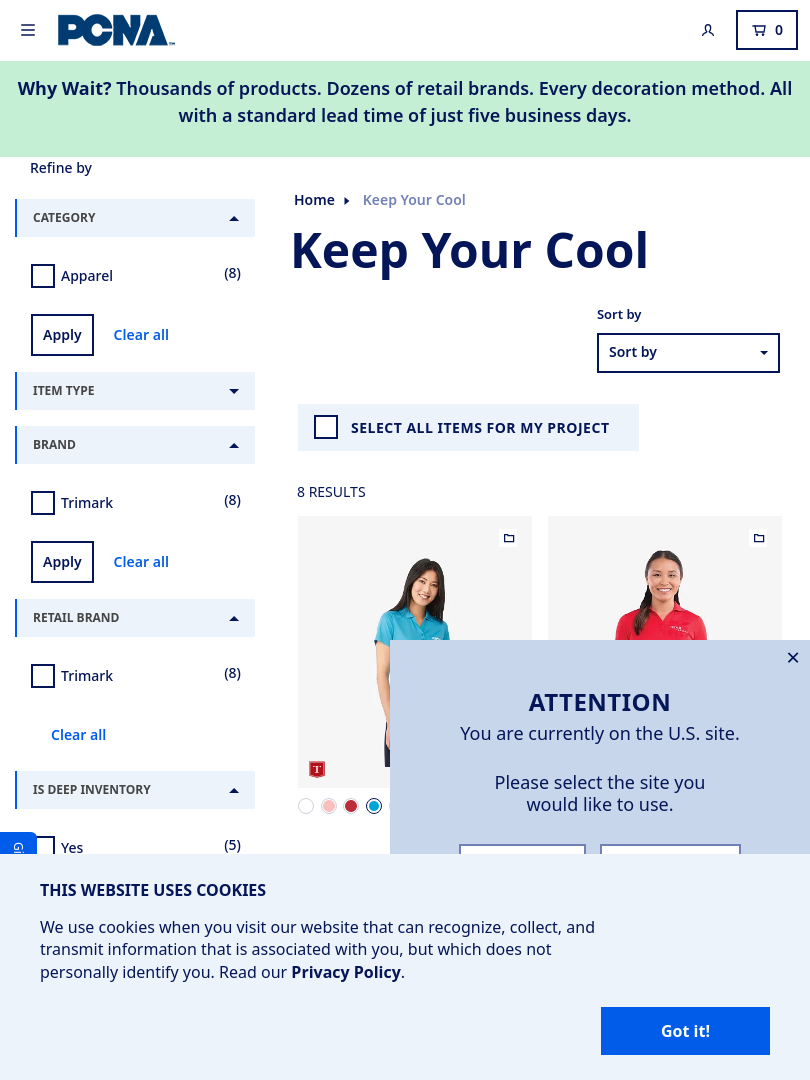 PCNA
0
Why Wait? Thousands of products. Dozens of retail brands. Every decoration method. All
with a standard lead time of just five business days.
Refine by
CATEGORY
Apparel (8)
Apply Clear all
ITEM TYPE
BRAND
Trimark (8)
Apply Clear all
RETAIL BRAND
Trimark (8)
Clear all
IS DEEP INVENTORY
Yes (5)
Home Keep Your Cool
Keep Your Cool
Sort by
Sort by
SELECT ALL ITEMS FOR MY PROJECT
8 RESULTS
T
ATTENTION
You are currently on the U.S. site.
Please select the site you
would like to use.
THIS WEBSITE USES COOKIES
We use cookies when you visit our website that can recognize, collect, and
transmit information that is associated with you, but which does not
personally identify you. Read our Privacy Policy.
Got it!